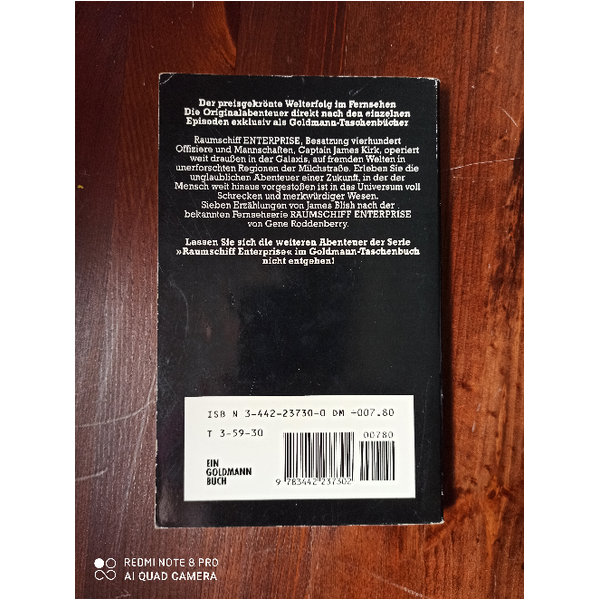 Der preisgekrönte Welterfolg im Fernsehen
Die Originalabenteuer direkt nach den einzelnen
Episoden exklusiv als Goldmann-Taschenbücher
Raumschiff ENTERPRISE, Besatzung vierhundert
Offiziere und Mannschaften, Captain James Kirk, operiert
weit draußen in der Galaxis, auf fremden Welten in
unerforschten Regionen der Milchstraße. Erleben Sie die
unglaublichen Abenteuer einer Zukunft, in der der
Mensch weit hinaus vorgestoßen ist in das Universum voll
Schrecken und merkwürdiger Wesen.
Sieben Erzählungen von James Blish nach der
bekannten Fernsehserie RAUMSCHIFF ENTERPRISE
von Gene Roddenberry.
Lassen Sie sich die weiteren Abenteuer der Serie
»Raumschiff Enterprise« im Goldmann-Taschenbuch
nicht entgehen!
ISB N 3-442-23730-0 DM -007.80
T 3-59-30
00780
EIN
GOLDMANN
BUCH
9 783442 237302
REDMI NOTE 8 PRO
AI QUAD CAMERA